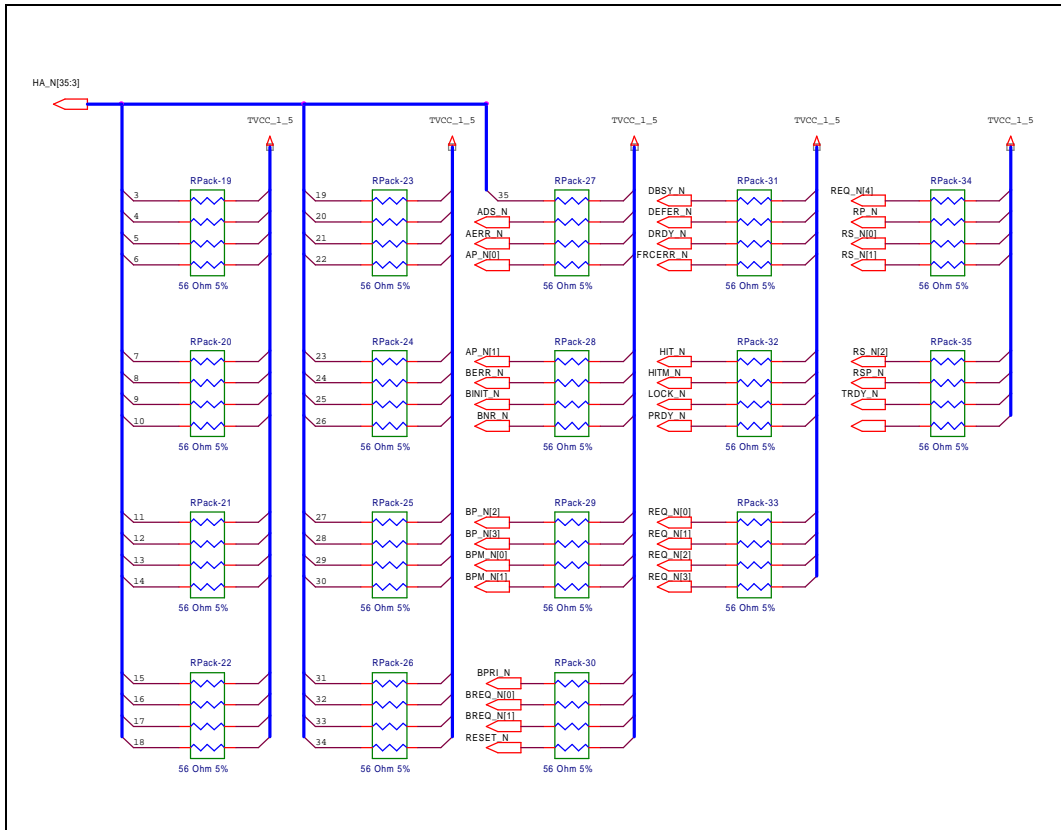 HA_N[35:3]
TVCC_1_5
TVCC_1_5
TVCC_1_5
TVCC_1_5
TVCC_1_5
RPack-19
3
4
5
6
56 Ohm 5%
RPack-23
19
20
21
22
56 Ohm 5%
RPack-27
35
ADS_N
AERR_N
AP_N[0]
56 Ohm 5%
RPack-31
DBSY_N
DEFER_N
DRDY_N
FRCERR_N
56 Ohm 5%
RPack-34
REQ_N[4]
RP_N
RS_N[0]
RS_N[1]
56 Ohm 5%
RPack-20
7
8
9
10
56 Ohm 5%
RPack-24
23
24
25
26
56 Ohm 5%
RPack-28
AP_N[1]
BERR_N
BINIT_N
BNR_N
56 Ohm 5%
RPack-32
HIT_N
HITM_N
LOCK_N
PRDY_N
56 Ohm 5%
RPack-35
RS_N[2]
RSP_N
TRDY_N
56 Ohm 5%
RPack-21
11
12
13
14
56 Ohm 5%
RPack-25
27
28
29
30
56 Ohm 5%
RPack-29
BP_N[2]
BP_N[3]
BPM_N[0]
BPM_N[1]
56 Ohm 5%
RPack-33
REQ_N[0]
REQ_N[1]
REQ_N[2]
REQ_N[3]
56 Ohm 5%
RPack-22
15
16
17
18
56 Ohm 5%
RPack-26
31
32
33
34
56 Ohm 5%
RPack-30
BPRI_N
BREQ_N[0]
BREQ_N[1]
RESET_N
56 Ohm 5%